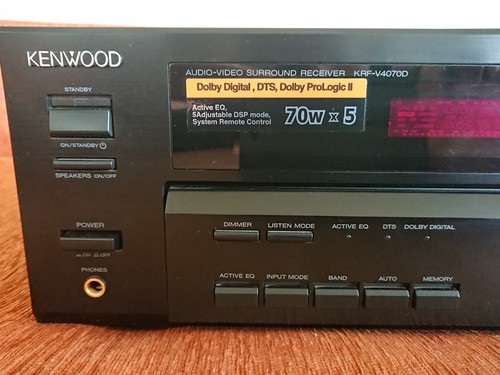 KENWOOD
AUDIO-VIDEO SURROUND RECEIVER KRF-V4070D
Dolby Digital , DTS, Dolby ProLogic II
Active EQ,
5Adjustable DSP mode,
System Remote Control
70w x 5
STANDBY
ON/STANDBY
SPEAKERS ON/OFF
POWER
ON OFF
PHONES
DIMMER LISTEN MODE ACTIVE EQ DTS DOLBY DIGITAL
ACTIVE EQ INPUT MODE BAND AUTO MEMORY